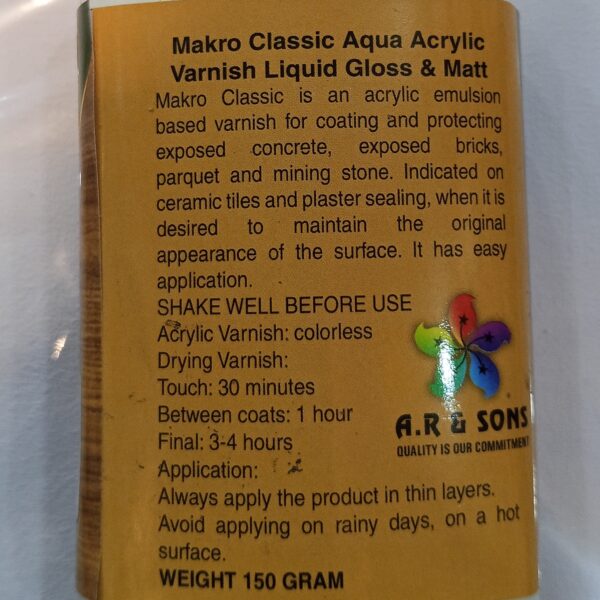 Makro Classic Aqua Acrylic
Varnish Liquid Gloss & Matt
Makro Classic is an acrylic emulsion
based varnish for coating and protecting
exposed concrete, exposed bricks,
parquet and mining stone. Indicated on
ceramic tiles and plaster sealing, when it is
desired to maintain the original
appearance of the surface. It has easy
application.
SHAKE WELL BEFORE USE
Acrylic Varnish: colorless
Drying Varnish:
Touch: 30 minutes
Between coats: 1 hour
Final: 3-4 hours
A.R & SONS
QUALITY IS OUR COMMITMENT
Application:
Always apply the product in thin layers.
Avoid applying on rainy days, on a hot
surface.
WEIGHT 150 GRAM